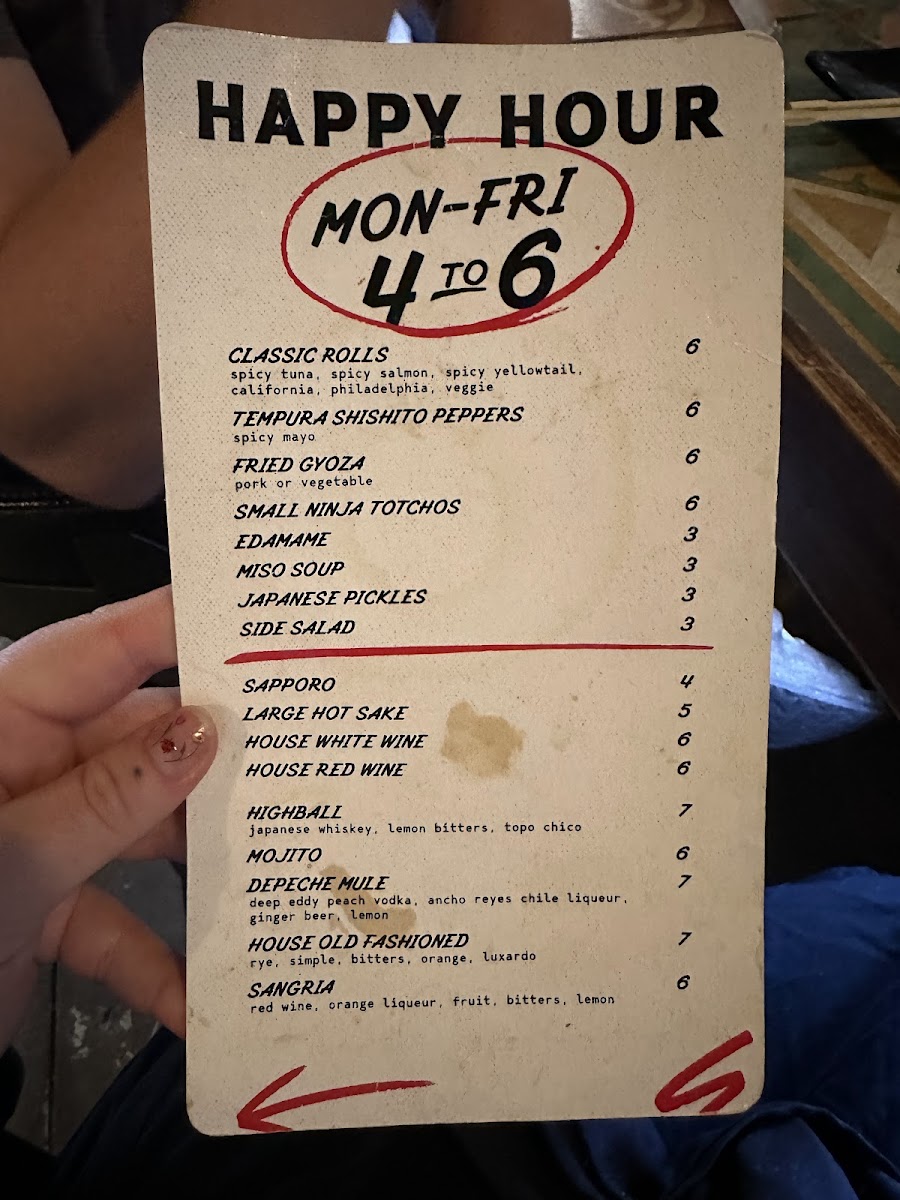 HAPPY HOUR
MON-FRI
4 TO 6
CLASSIC ROLLS 6
spicy tuna, spicy salmon, spicy yellowtail,
california, philadelphia, veggie
TEMPURA SHISHITO PEPPERS 6
spicy mayo
FRIED GYOZA 6
pork or vegetable
SMALL NINJA TOTCHOS 6
EDAMAME 3
MISO SOUP 3
JAPANESE PICKLES 3
SIDE SALAD 3
SAPPORO 4
LARGE HOT SAKE 5
HOUSE WHITE WINE 6
HOUSE RED WINE 6
HIGHBALL 7
japanese whiskey, lemon bitters, topo chico
MOJITO 6
DEPECHE MULE 7
deep eddy peach vodka, ancho reyes chile liqueur,
ginger beer, lemon
HOUSE OLD FASHIONED 7
rye, simple, bitters, orange, luxardo
SANGRIA 6
red wine, orange liqueur, fruit, bitters, lemon